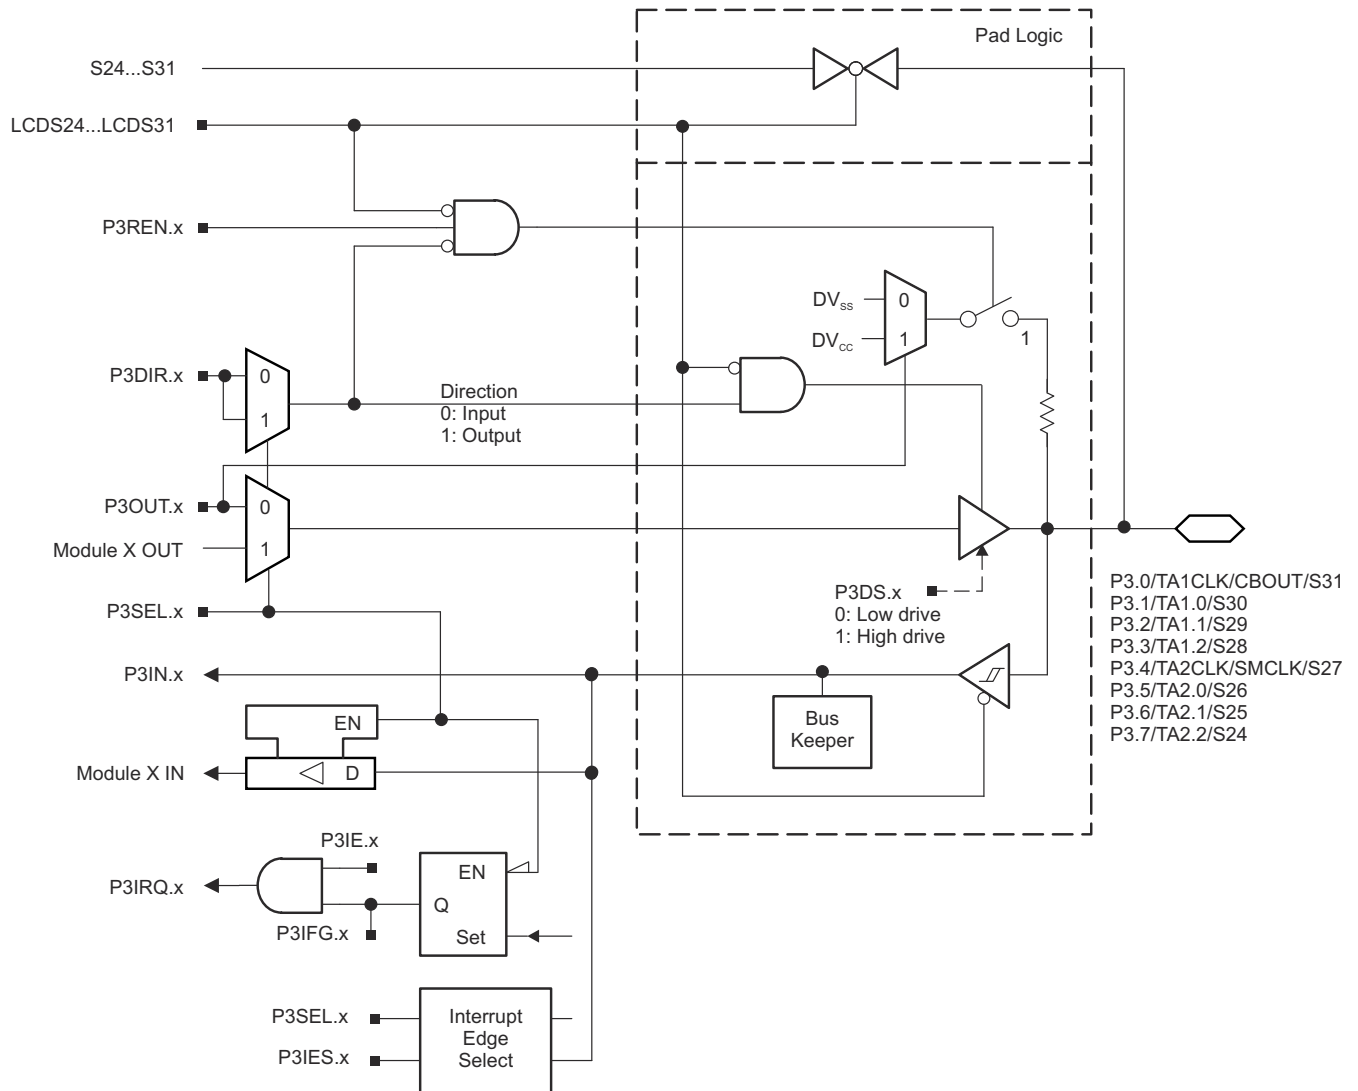 Pad Logic
S24...S31
LCDS24...LCDS31
P3REN.x
DVSS
0
DVCC
1
1
P3DIR.x
0
1
Direction
0: Input
1: Output
P3OUT.x
0
Module X OUT
1
P3SEL.x
P3DS.x
0: Low drive
1: High drive
P3.0/TA1CLK/CBOUT/S31
P3.1/TA1.0/S30
P3.2/TA1.1/S29
P3.3/TA1.2/S28
P3.4/TA2CLK/SMCLK/S27
P3.5/TA2.0/S26
P3.6/TA2.1/S25
P3.7/TA2.2/S24
P3IN.x
Bus
Keeper
EN
Module X IN
D
P3IE.x
P3IRQ.x
EN
Q
P3IFG.x
Set
P3SEL.x
P3IES.x
Interrupt
Edge
Select